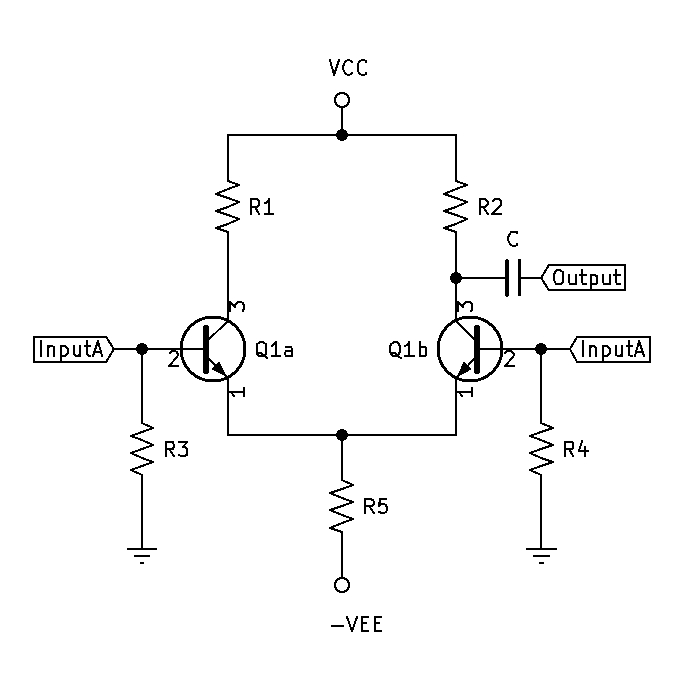 VCC
R1
R2
C
Output
3
3
InputA
2
Q1a
Q1b
2
InputA
1
1
R3
R4
R5
-VEE